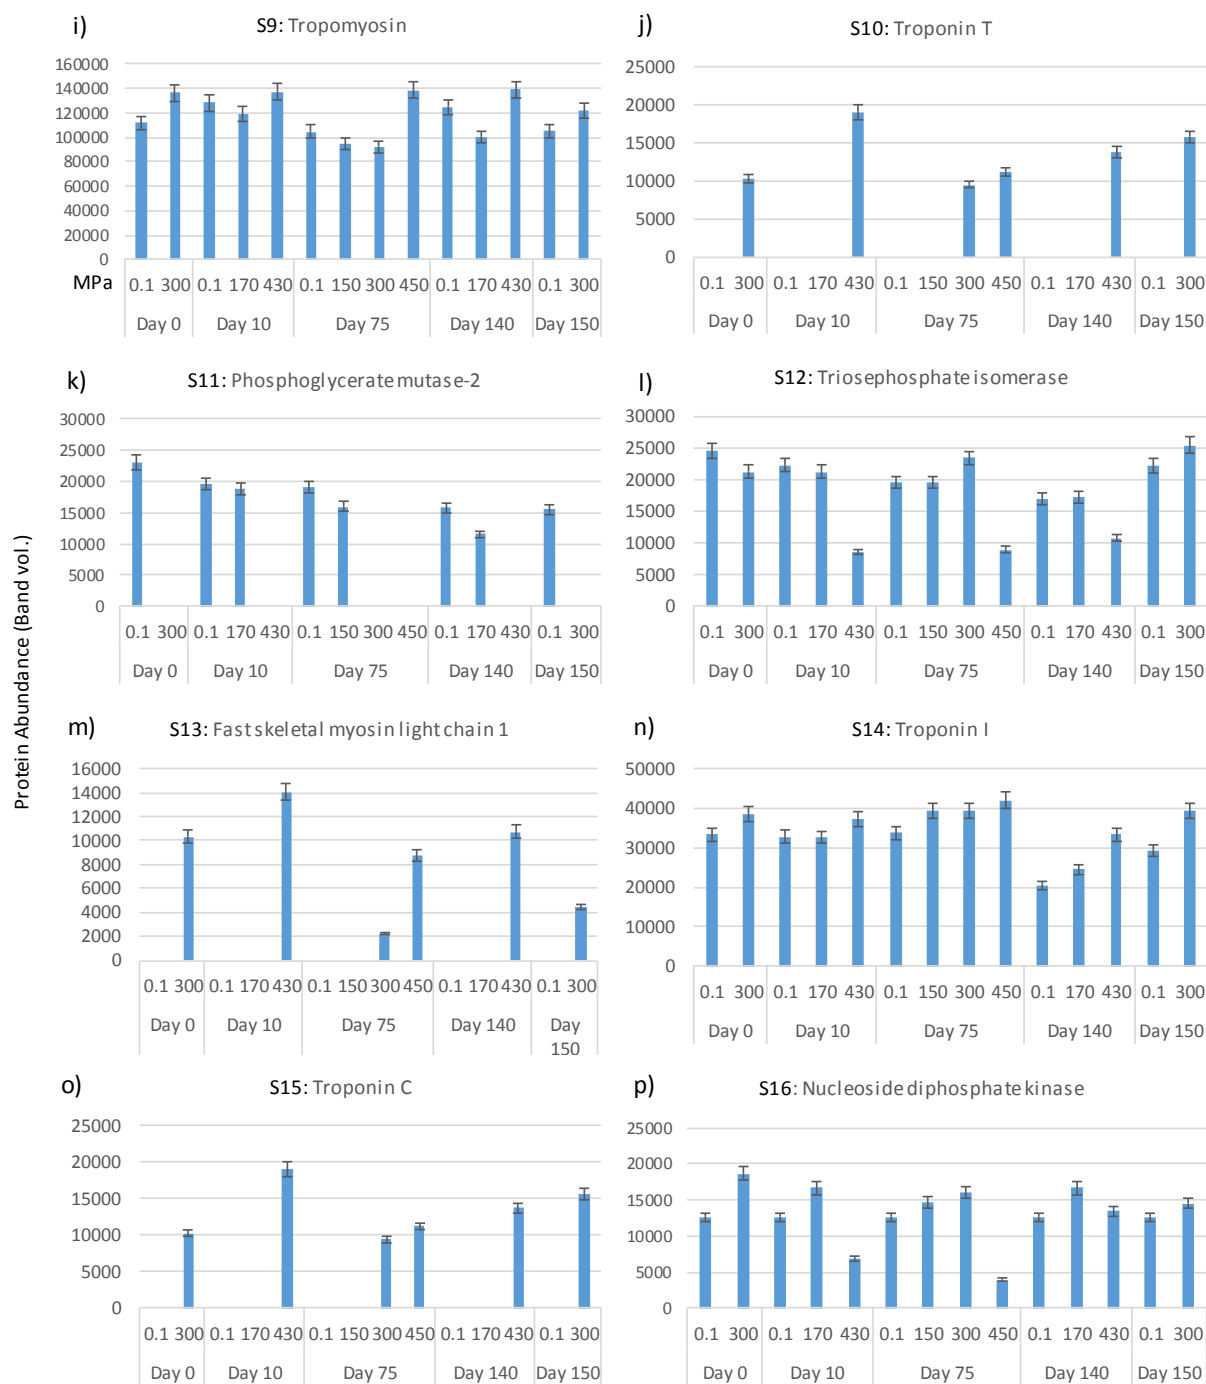 i)
S9: Tropomyosin
160000
140000
120000
100000
80000
60000
40000
20000
0
MPa
0.1 300 0.1 170 430 0.1 150 300 450 0.1 170 430 0.1 300
Day 0 Day 10 Day 75 Day 140 Day 150
j)
S10: Troponin T
25000
20000
15000
10000
5000
0
0.1 300 0.1 170 430 0.1 150 300 450 0.1 170 430 0.1 300
Day 0 Day 10 Day 75 Day 140 Day 150
Protein Abundance (Band vol.)
k)
S11: Phosphoglycerate mutase-2
30000
25000
20000
15000
10000
5000
0
0.1 300 0.1 170 430 0.1 150 300 450 0.1 170 430 0.1 300
Day 0 Day 10 Day 75 Day 140 Day 150
l)
S12: Triosephosphate isomerase
30000
25000
20000
15000
10000
5000
0
0.1 300 0.1 170 430 0.1 150 300 450 0.1 170 430 0.1 300
Day 0 Day 10 Day 75 Day 140 Day 150
m)
S13: Fast skeletal myosin light chain 1
16000
14000
12000
10000
8000
6000
4000
2000
0
0.1 300 0.1 170 430 0.1 150 300 450 0.1 170 430 0.1 300
Day 0 Day 10 Day 75 Day 140 Day
150
n)
S14: Troponin I
50000
40000
30000
20000
10000
0
0.1 300 0.1 170 430 0.1 150 300 450 0.1 170 430 0.1 300
Day 0 Day 10 Day 75 Day 140 Day 150
o)
S15: Troponin C
25000
20000
15000
10000
5000
0
0.1 300 0.1 170 430 0.1 150 300 450 0.1 170 430 0.1 300
Day 0 Day 10 Day 75 Day 140 Day 150
p)
S16: Nucleoside diphosphate kinase
25000
20000
15000
10000
5000
0
0.1 300 0.1 170 430 0.1 150 300 450 0.1 170 430 0.1 300
Day 0 Day 10 Day 75 Day 140 Day 150